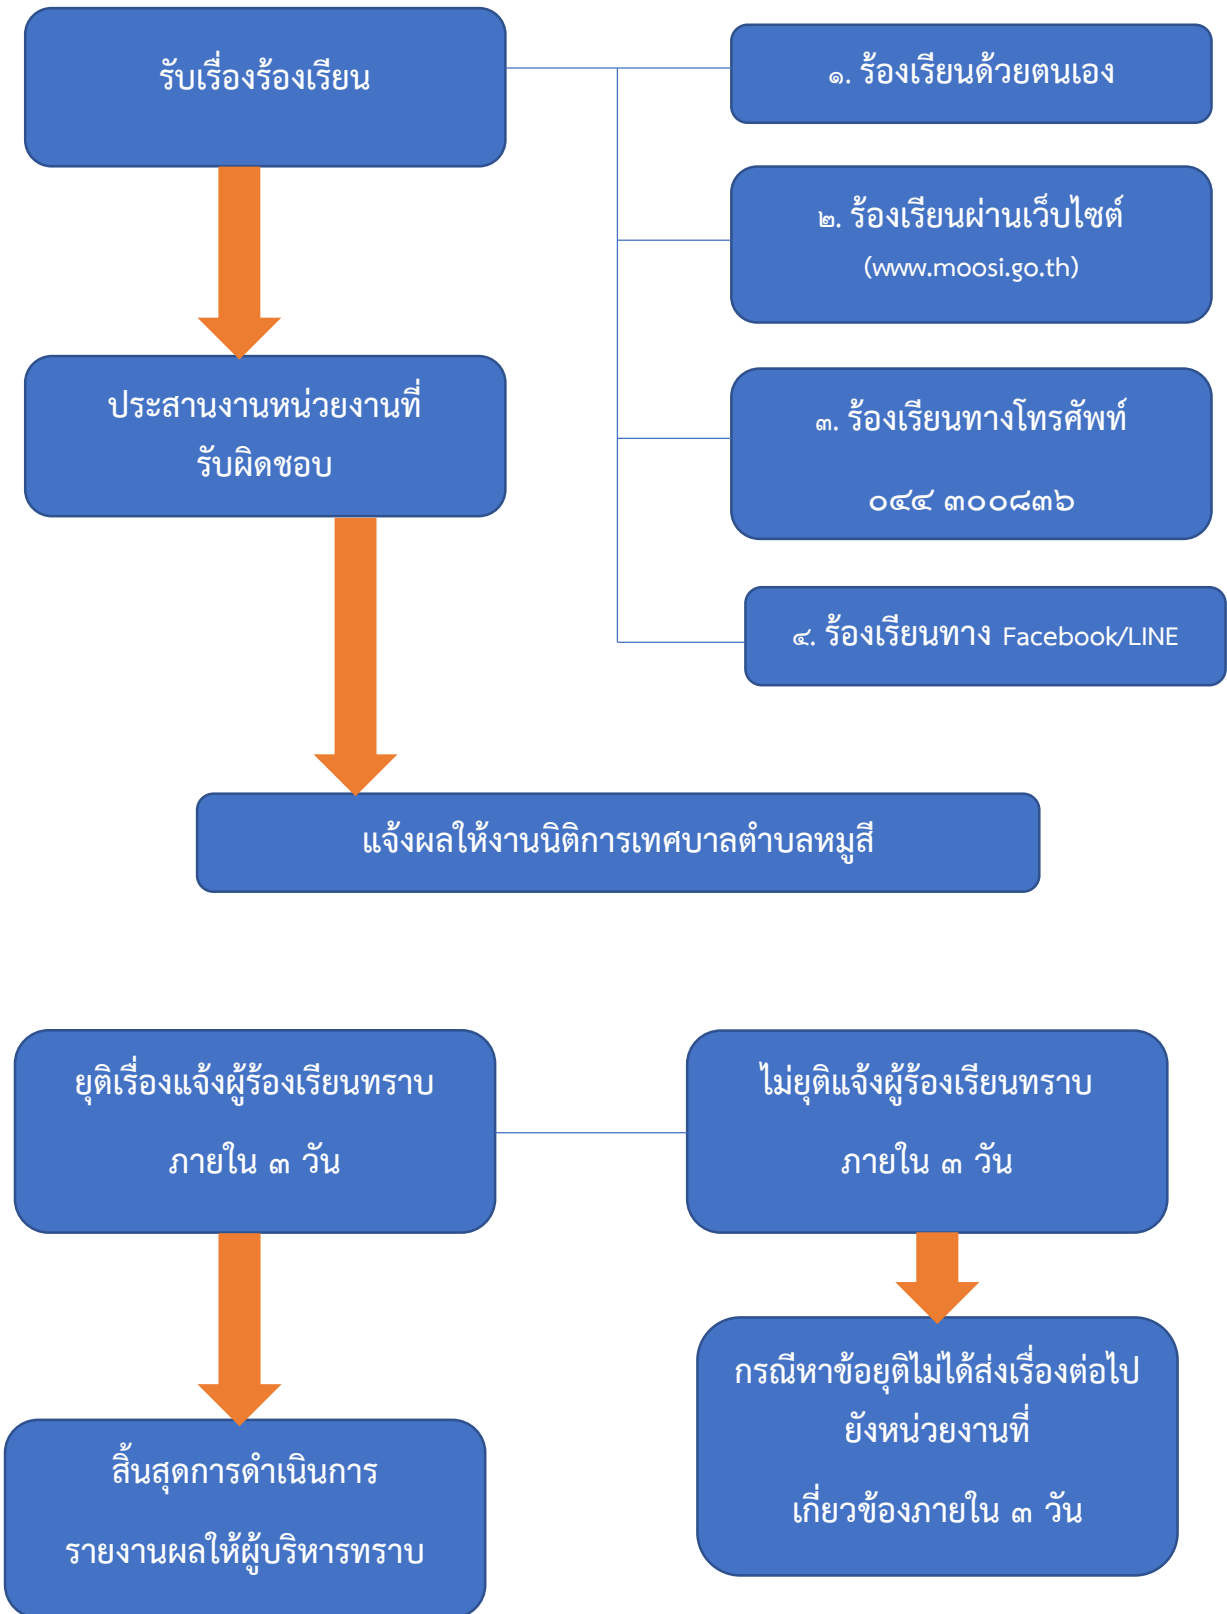 รับเรื่องร้องเรียน
๑. ร้องเรียนด้วยตนเอง
๒. ร้องเรียนผ่านเว็บไซต์
(www.moosi.go.th)
ประสานงานหน่วยงานที่
รับผิดชอบ
๓. ร้องเรียนทางโทรศัพท์
๐๔๔ ๓๐๐๘๓๖
๔. ร้องเรียนทาง Facebook/LINE
แจ้งผลให้งานนิติการเทศบาลตำบลหมูสี
ยุติเรื่องแจ้งผู้ร้องเรียนทราบ
ภายใน ๓ วัน
ไม่ยุติแจ้งผู้ร้องเรียนทราบ
ภายใน ๓ วัน
สิ้นสุดการดำเนินการ
รายงานผลให้ผู้บริหารทราบ
กรณีหาข้อยุติไม่ได้ส่งเรื่องต่อไป
ยังหน่วยงานที่
เกี่ยวข้องภายใน ๓ วัน